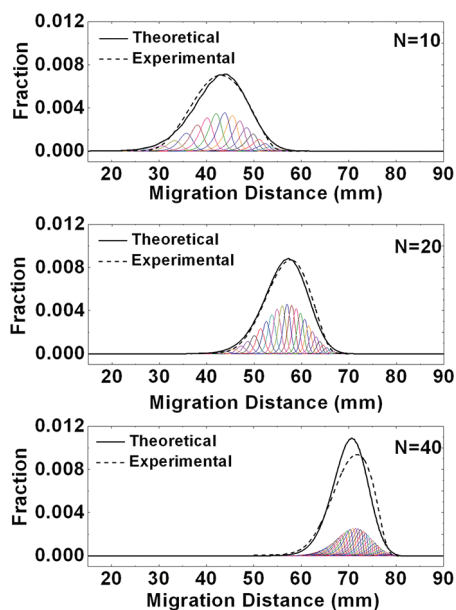 0.012
Theoretical
N=10
Experimental
0.008
Fraction
0.004
0.000
20 30 40 50 60 70 80 90
Migration Distance (mm)
0.012
Theoretical
N=20
Experimental
0.008
Fraction
0.004
0.000
20 30 40 50 60 70 80 90
Migration Distance (mm)
0.012
Theoretical
N=40
Experimental
0.008
Fraction
0.004
0.000
20 30 40 50 60 70 80 90
Migration Distance (mm)